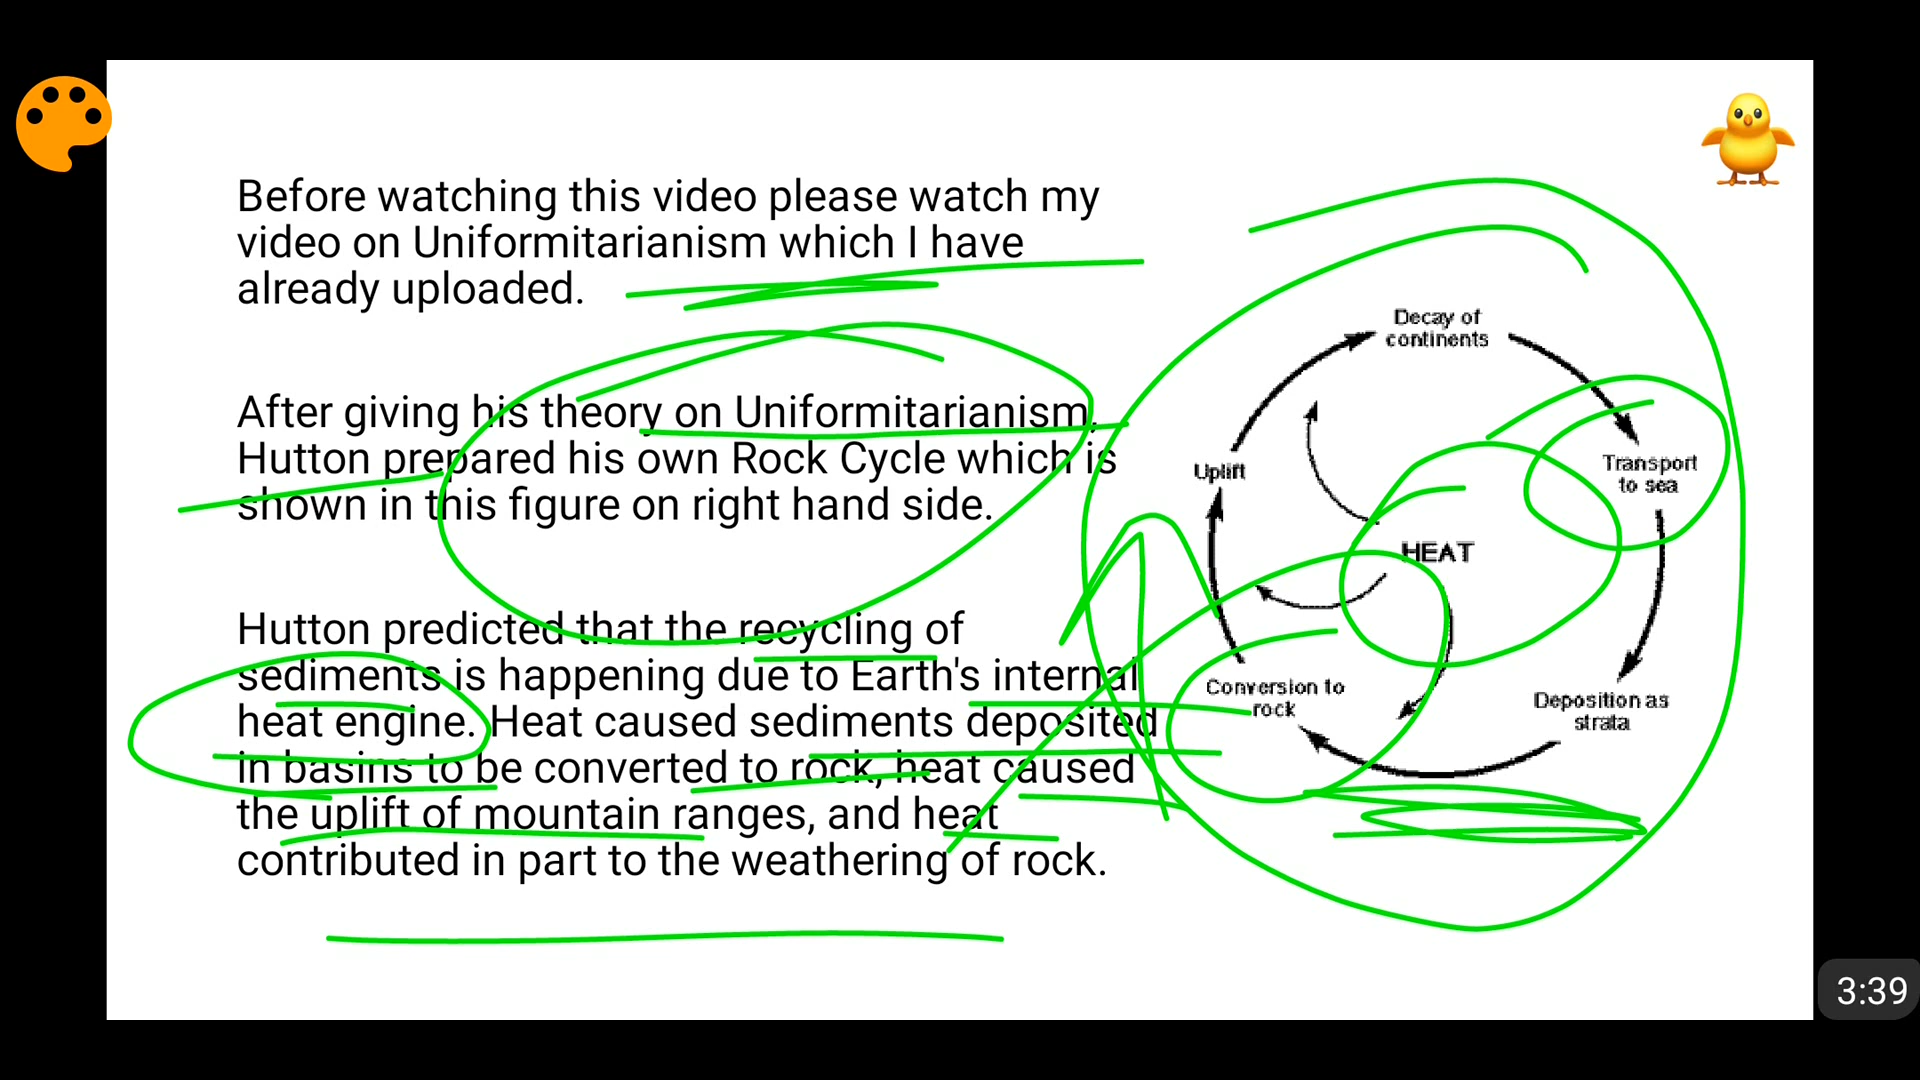 Before watching this video please watch my
video on Uniformitarianism which I have
already uploaded.
After giving his theory on Uniformitarianism,
Hutton prepared his own Rock Cycle which is
shown in this figure on right hand side.
Hutton predicted that the recycling of
sediments is happening due to Earth's internal
heat engine. Heat caused sediments deposited
in basins to be converted to rock, heat caused
the uplift of mountain ranges, and heat
contributed in part to the weathering of rock.
Decay of
continents
Transport
to sea
Uplift
HEAT
Conversion to
rock
Deposition as
strata
3:39